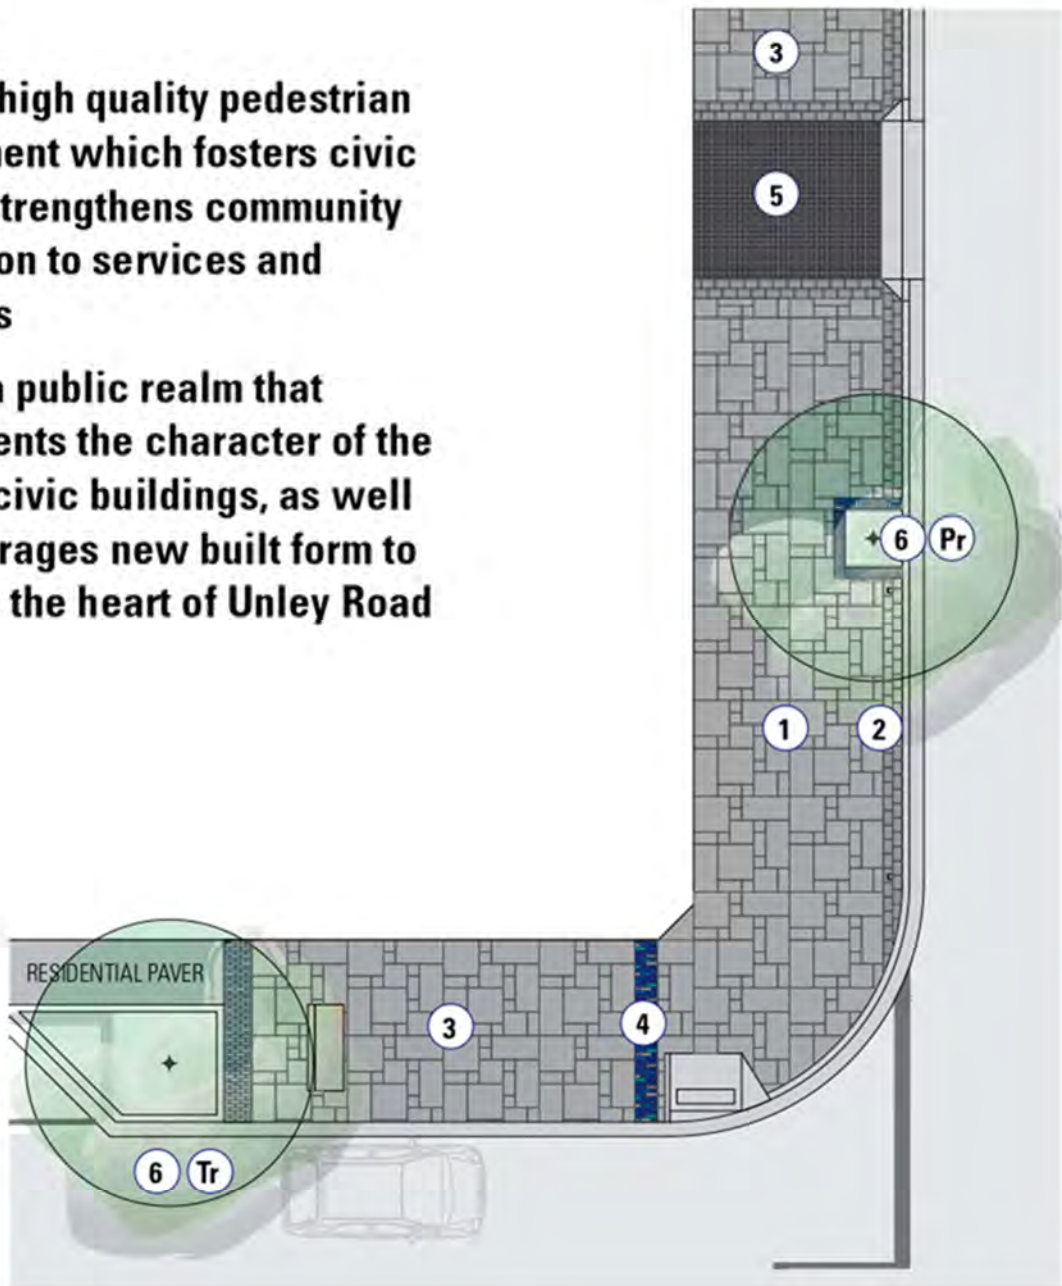 high quality pedestrian
ent which fosters civic
trengthens community
on to services and
s
public realm that
ents the character of the
civic buildings, as well
rages new built form to
the heart of Unley Road
3
5
6 Pr
1 2
RESIDENTIAL PAVER
3
4
6 Tr